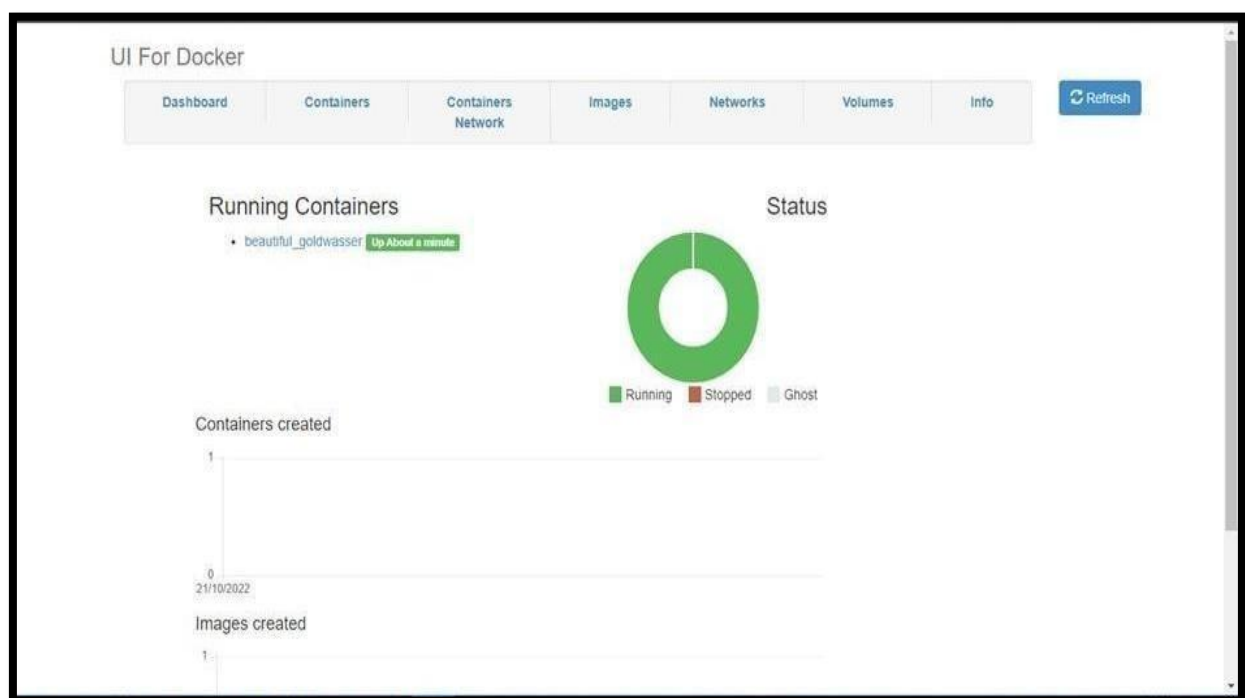 UI For Docker
Dashboard Containers Containers Network Images Networks Volumes Info Refresh
Running Containers
beautiful_goldwasser Up About a minute
Status
Running Stopped Ghost
Containers created
1
0
21/10/2022
Images created
1